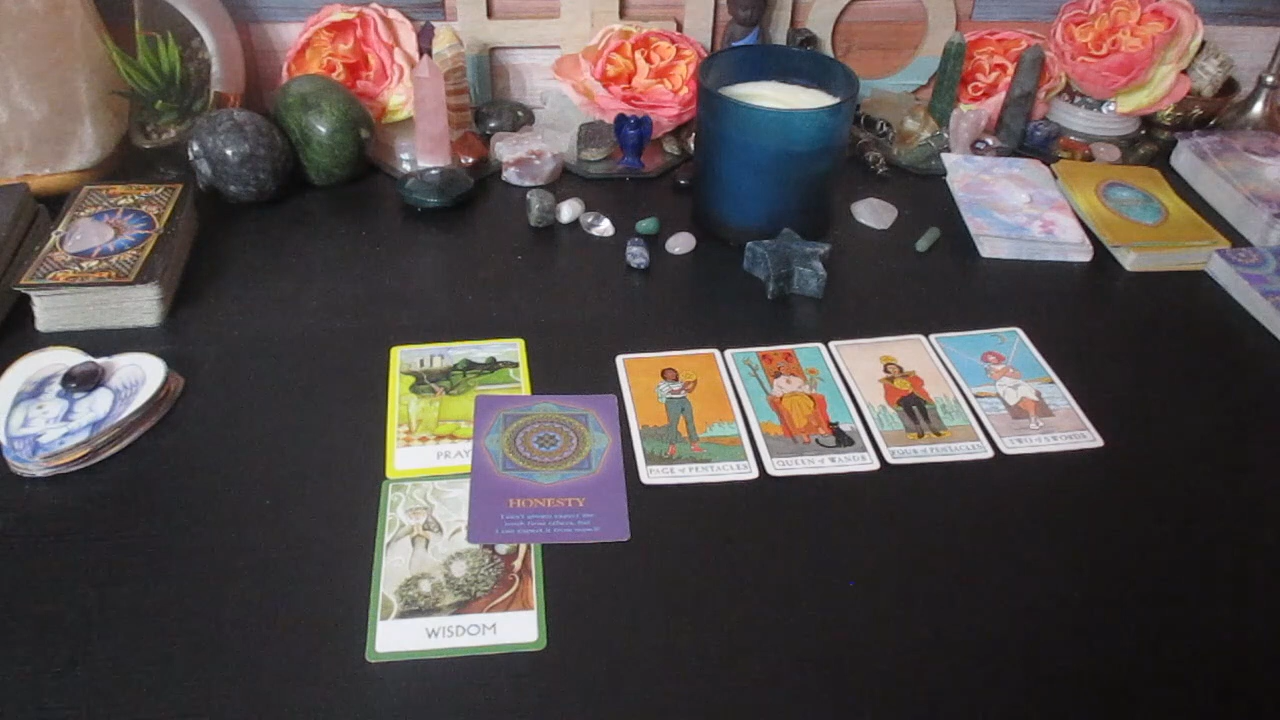 PRAY
HONESTY
I can't always expect the
truth from others, but
I can expect it from myself.
WISDOM
PAGE of PENTACLES
QUEEN of WANDS
FOUR of PENTACLES
TWO of SWORDS